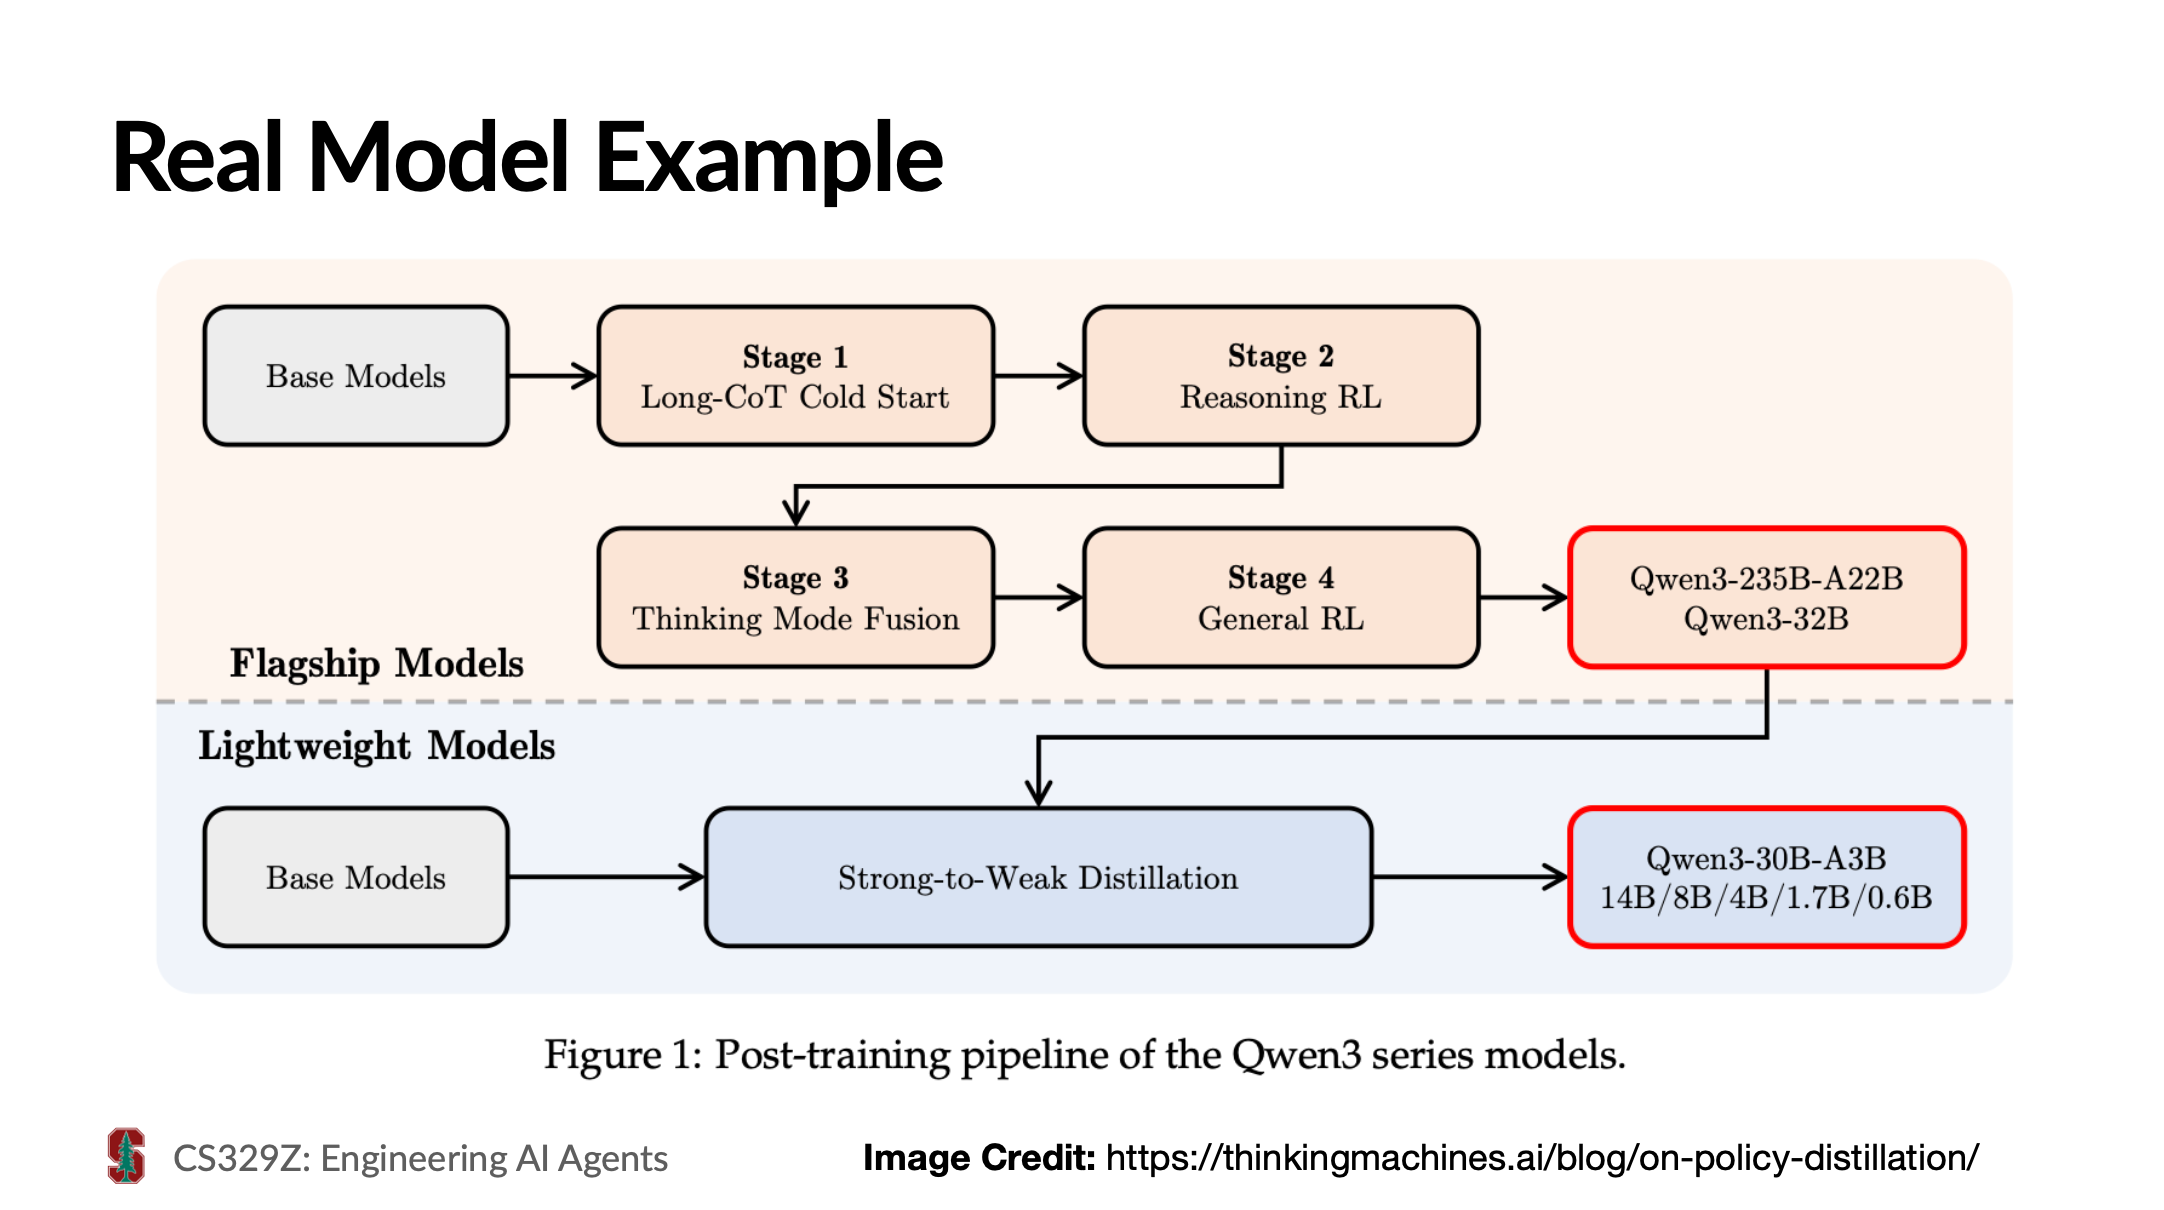 Real Model Example
Base Models
Stage 1
Long-CoT Cold Start
Stage 2
Reasoning RL
Stage 3
Thinking Mode Fusion
Stage 4
General RL
Qwen3-235B-A22B
Qwen3-32B
Flagship Models
Lightweight Models
Base Models
Strong-to-Weak Distillation
Qwen3-30B-A3B
14B/8B/4B/1.7B/0.6B
Figure 1: Post-training pipeline of the Qwen3 series models.
CS329Z: Engineering AI Agents
Image Credit: https://thinkingmachines.ai/blog/on-policy-distillation/